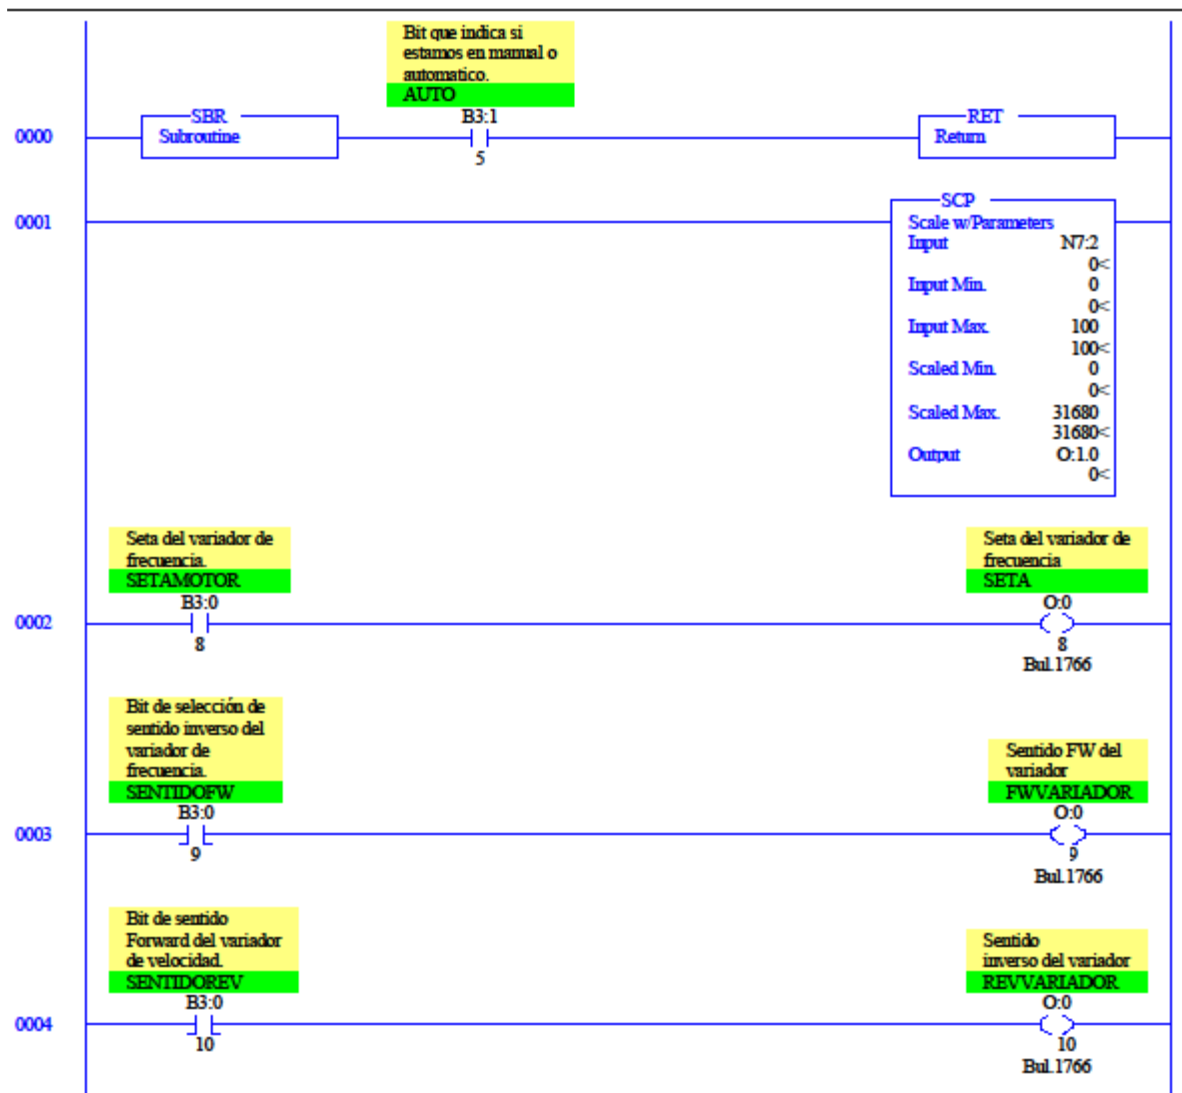 Bit que indica si
estamos en manual o
automatico.
AUTO
SBR
Subroutine
B3:1
5
RET
Return
0000
0001
SCP
Scale w/Parameters
Input N7:2
0<
Input Min. 0
0<
Input Max. 100
100<
Scaled Min. 0
0<
Scaled Max. 31680
31680<
Output O:1.0
0<
Seta del variador de
frecuencia.
SETAMOTOR
B3:0
8
Seta del variador de
frecuencia
SETA
O:0
8
Bul.1766
0002
Bit de selección de
sentido inverso del
variador de
frecuencia.
SENTIDOFW
B3:0
9
Sentido FW del
variador
FWVARIADOR
O:0
9
Bul.1766
0003
Bit de sentido
Forward del variador
de velocidad.
SENTIDOREV
B3:0
10
Sentido
inverso del variador
REVVARIADOR
O:0
10
Bul.1766
0004